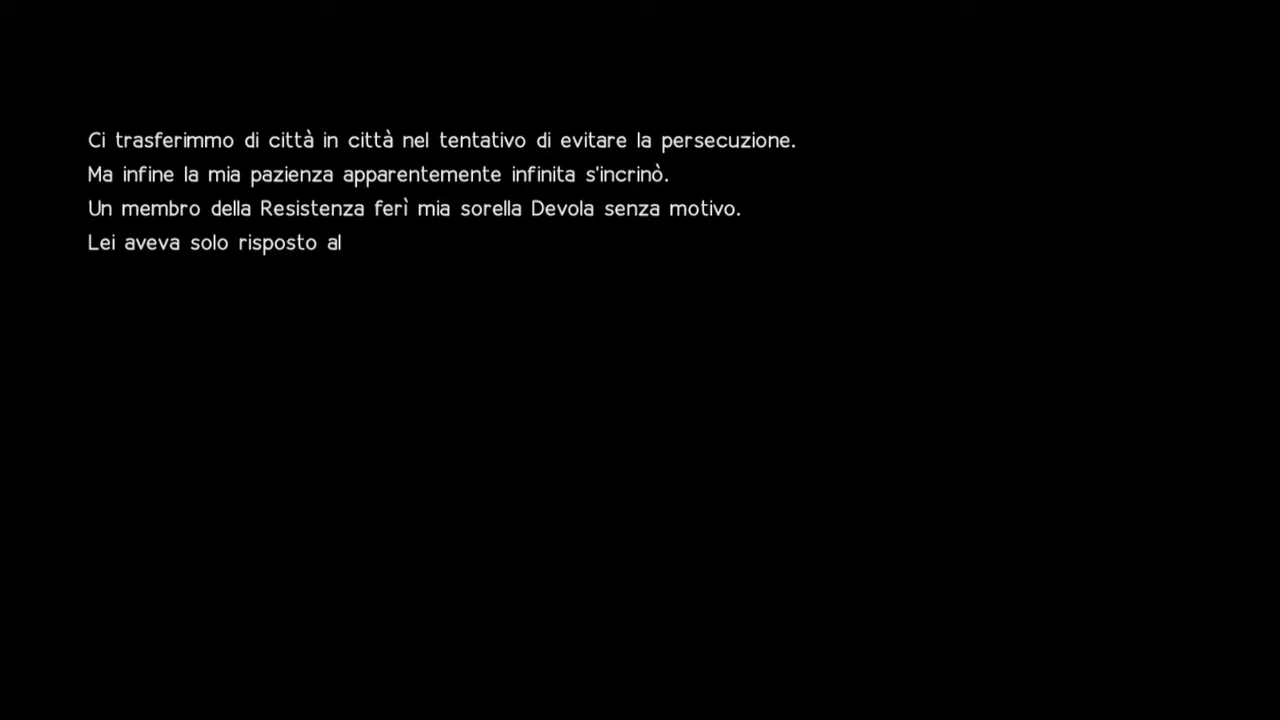 Ci trasferimmo di città in città nel tentativo di evitare la persecuzione.
Ma infine la mia pazienza apparentemente infinita s'incrinò.
Un membro della Resistenza ferì mia sorella Devola senza motivo.
Lei aveva solo risposto al